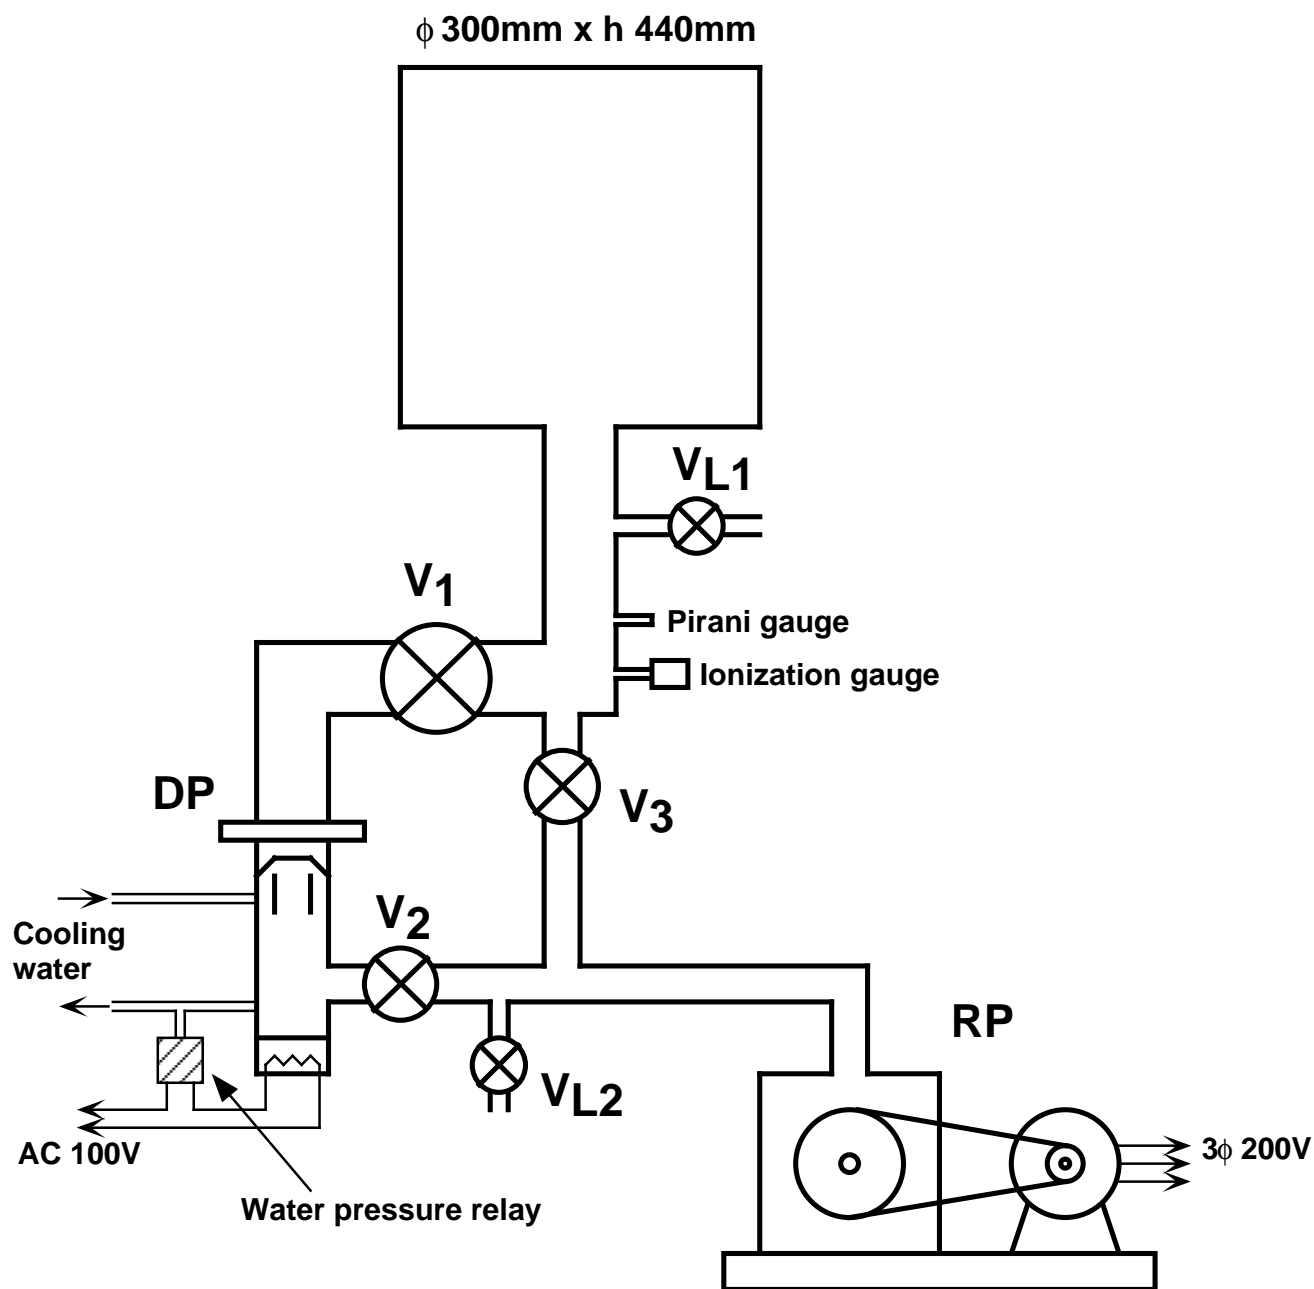 ϕ 300mm x h 440mm
VL1
V1
Pirani gauge
Ionization gauge
DP
V3
V2
Cooling
water
RP
VL2
AC 100V
3ϕ 200V
Water pressure relay